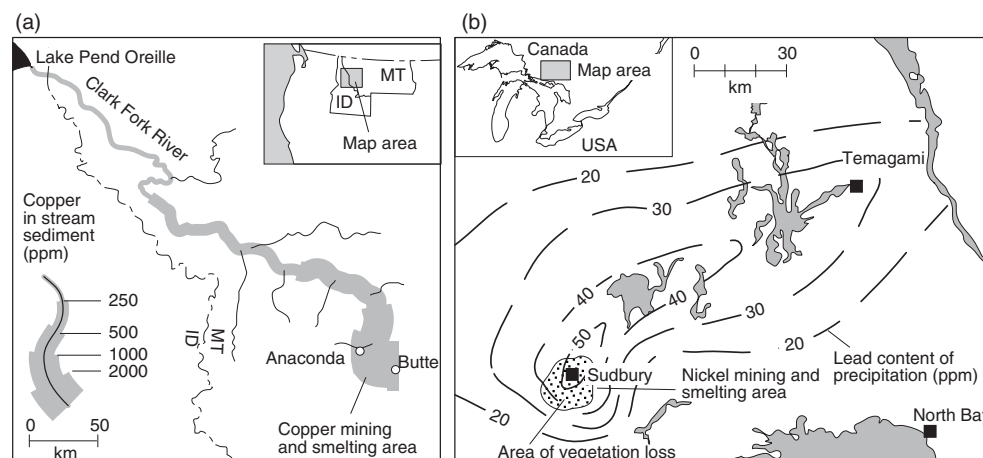 (a)
Lake Pend Oreille
Clark Fork River
MT
ID
Map area
Copper
in stream
sediment
(ppm)
250
500
1000
2000
ID
MT
Anaconda
Butte
0 50
km
Copper mining
and smelting area
(b)
Canada
Map area
USA
0 30
km
Temagami
20
30
40
40
50
30
20
20
Sudbury
Nickel mining and
smelting area
Lead content of
precipitation (ppm)
North Bay
Area of vegetation loss